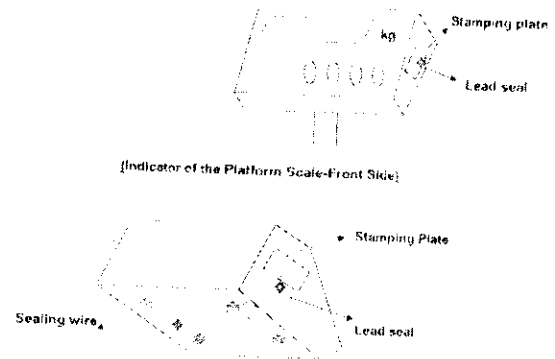 Stamping plate
kg
Lead seal
[Indicator of the Platform Scale-Front Side]
Stamping Plate
Sealing wire
Lead seal